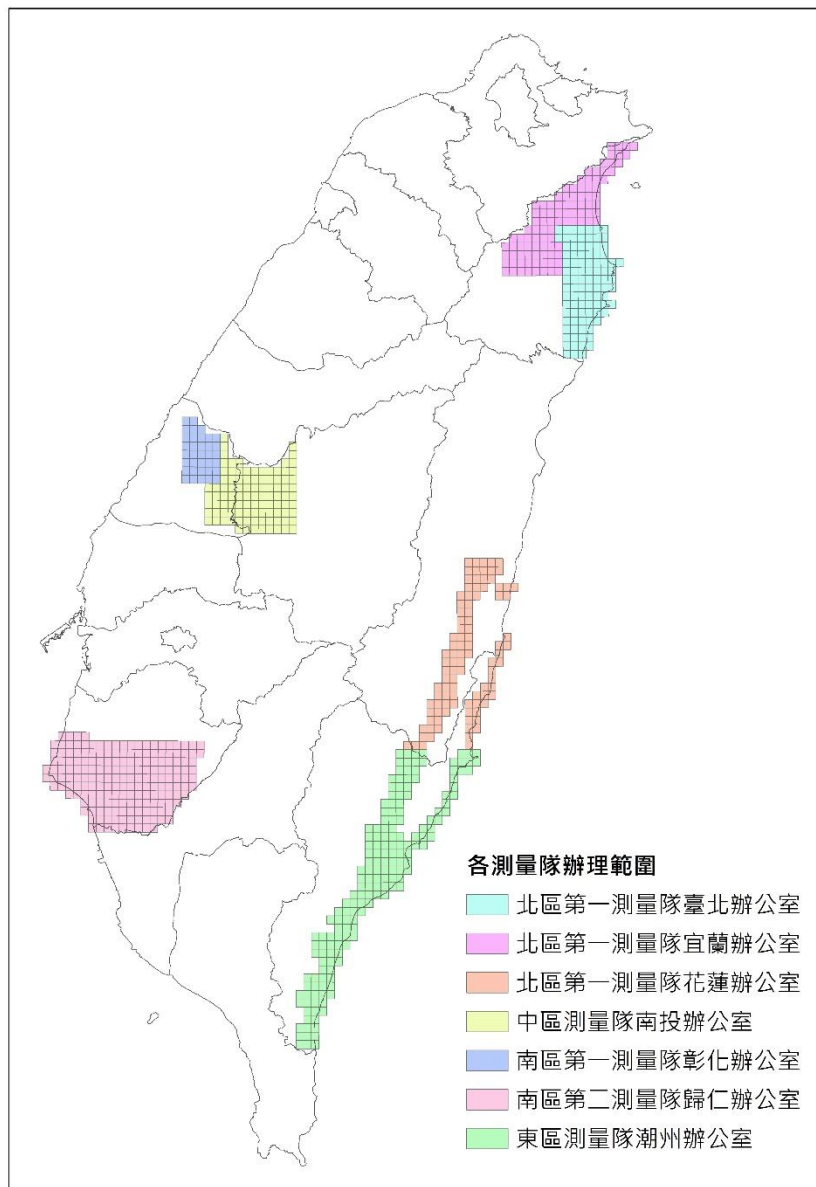 各測量隊辦理範圍
北區第一測量隊臺北辦公室
北區第一測量隊宜蘭辦公室
北區第一測量隊花蓮辦公室
中區測量隊南投辦公室
南區第一測量隊彰化辦公室
南區第二測量隊歸仁辦公室
東區測量隊潮州辦公室